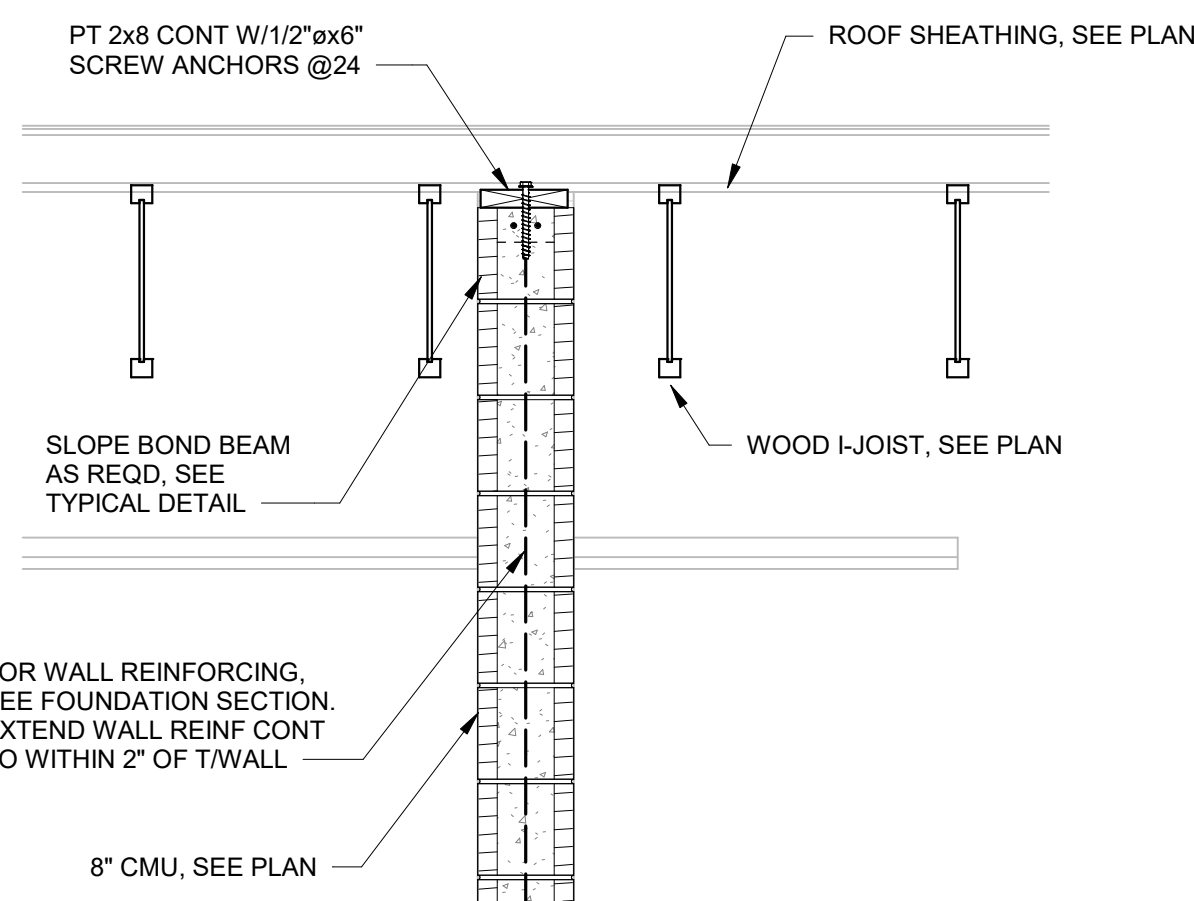 PT 2x8 CONT W/1/2"øx6"
SCREW ANCHORS @24
ROOF SHEATHING, SEE PLAN
SLOPE BOND BEAM
AS REQD, SEE
TYPICAL DETAIL
WOOD I-JOIST, SEE PLAN
OR WALL REINFORCING,
EE FOUNDATION SECTION.
XTEND WALL REINF CONT
O WITHIN 2" OF T/WALL
8" CMU, SEE PLAN